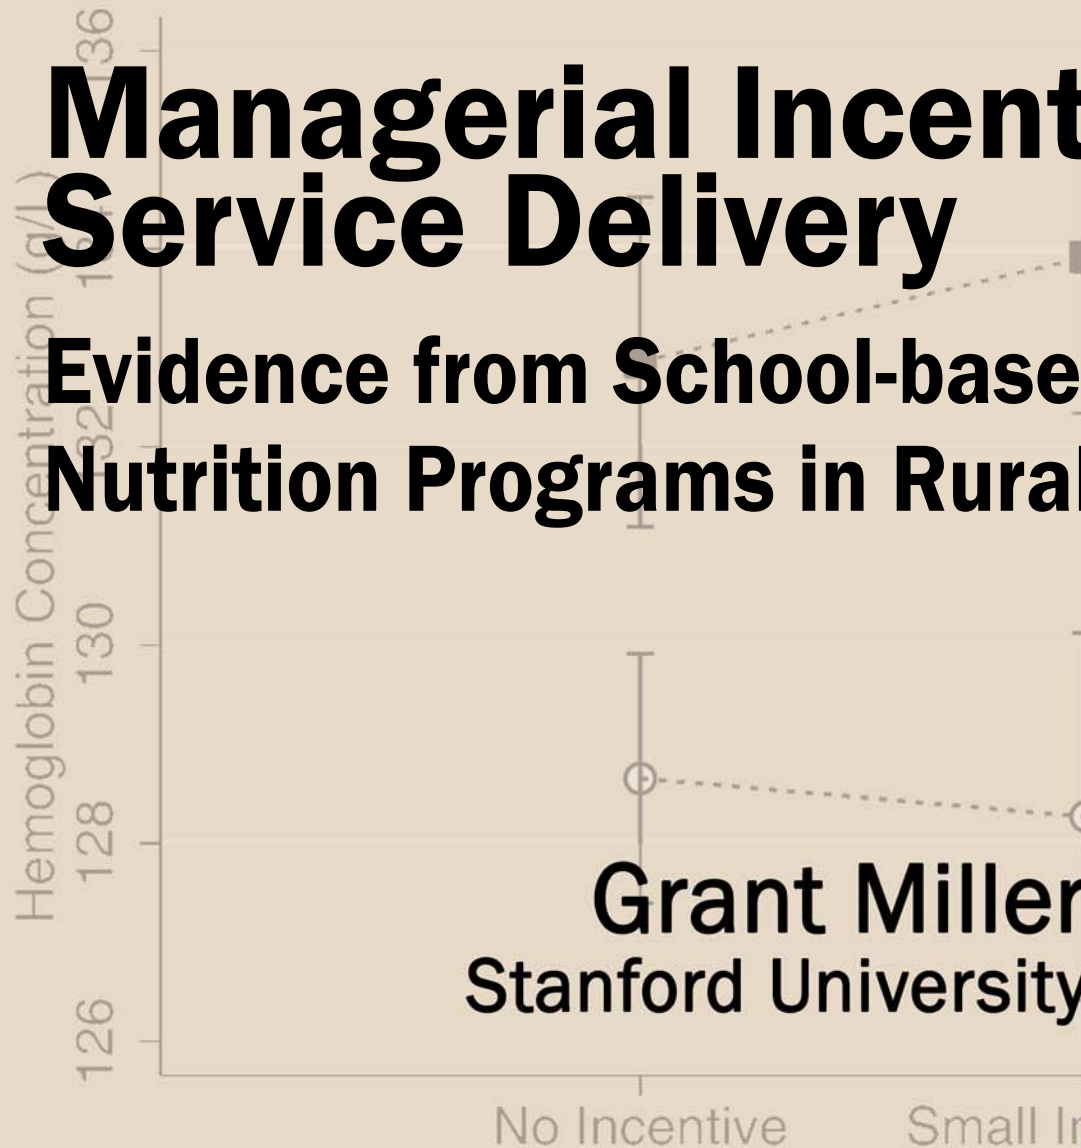 Managerial Incent
Service Delivery
Evidence from School-base
Nutrition Programs in Rural
Grant Miller
Stanford University
Hemoglobin Concentration (g/L)
136
134
132
130
128
126
No Incentive
Small In